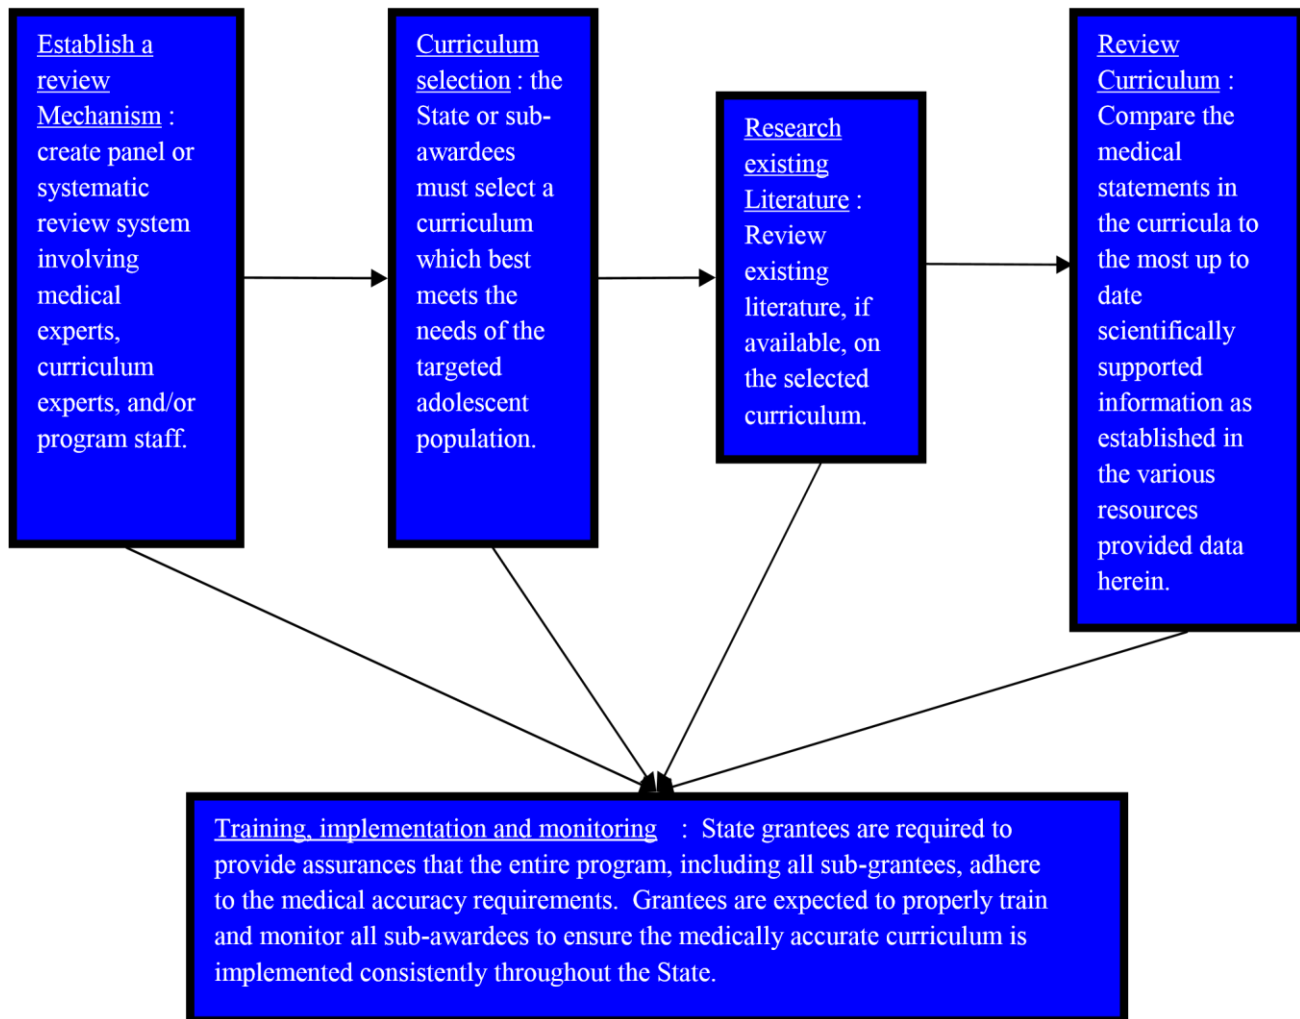 Establish a
review
Mechanism :
create panel or
systematic
review system
involving
medical
experts,
curriculum
experts, and/or
program staff.
Curriculum
selection : the
State or sub-
awardees
must select a
curriculum
which best
meets the
needs of the
targeted
adolescent
population.
Research
existing
Literature :
Review
existing
literature, if
available, on
the selected
curriculum.
Review
Curriculum :
Compare the
medical
statements in
the curricula to
the most up to
date
scientifically
supported
information as
established in
the various
resources
provided data
herein.
Training, implementation and monitoring : State grantees are required to
provide assurances that the entire program, including all sub-grantees, adhere
to the medical accuracy requirements. Grantees are expected to properly train
and monitor all sub-awardees to ensure the medically accurate curriculum is
implemented consistently throughout the State.